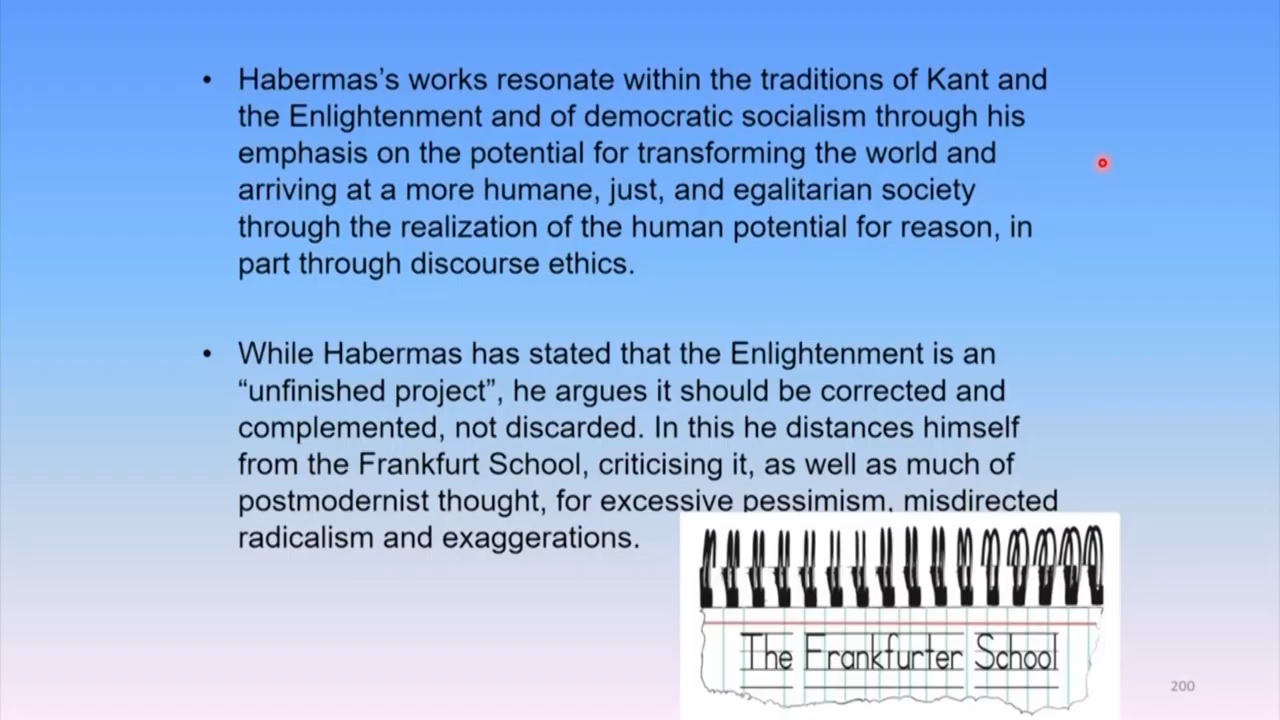 • Habermas’s works resonate within the traditions of Kant and
the Enlightenment and of democratic socialism through his
emphasis on the potential for transforming the world and
arriving at a more humane, just, and egalitarian society
through the realization of the human potential for reason, in
part through discourse ethics.
• While Habermas has stated that the Enlightenment is an
“unfinished project”, he argues it should be corrected and
complemented, not discarded. In this he distances himself
from the Frankfurt School, criticising it, as well as much of
postmodernist thought, for excessive pessimism, misdirected
radicalism and exaggerations.
The Frankfurter School
200